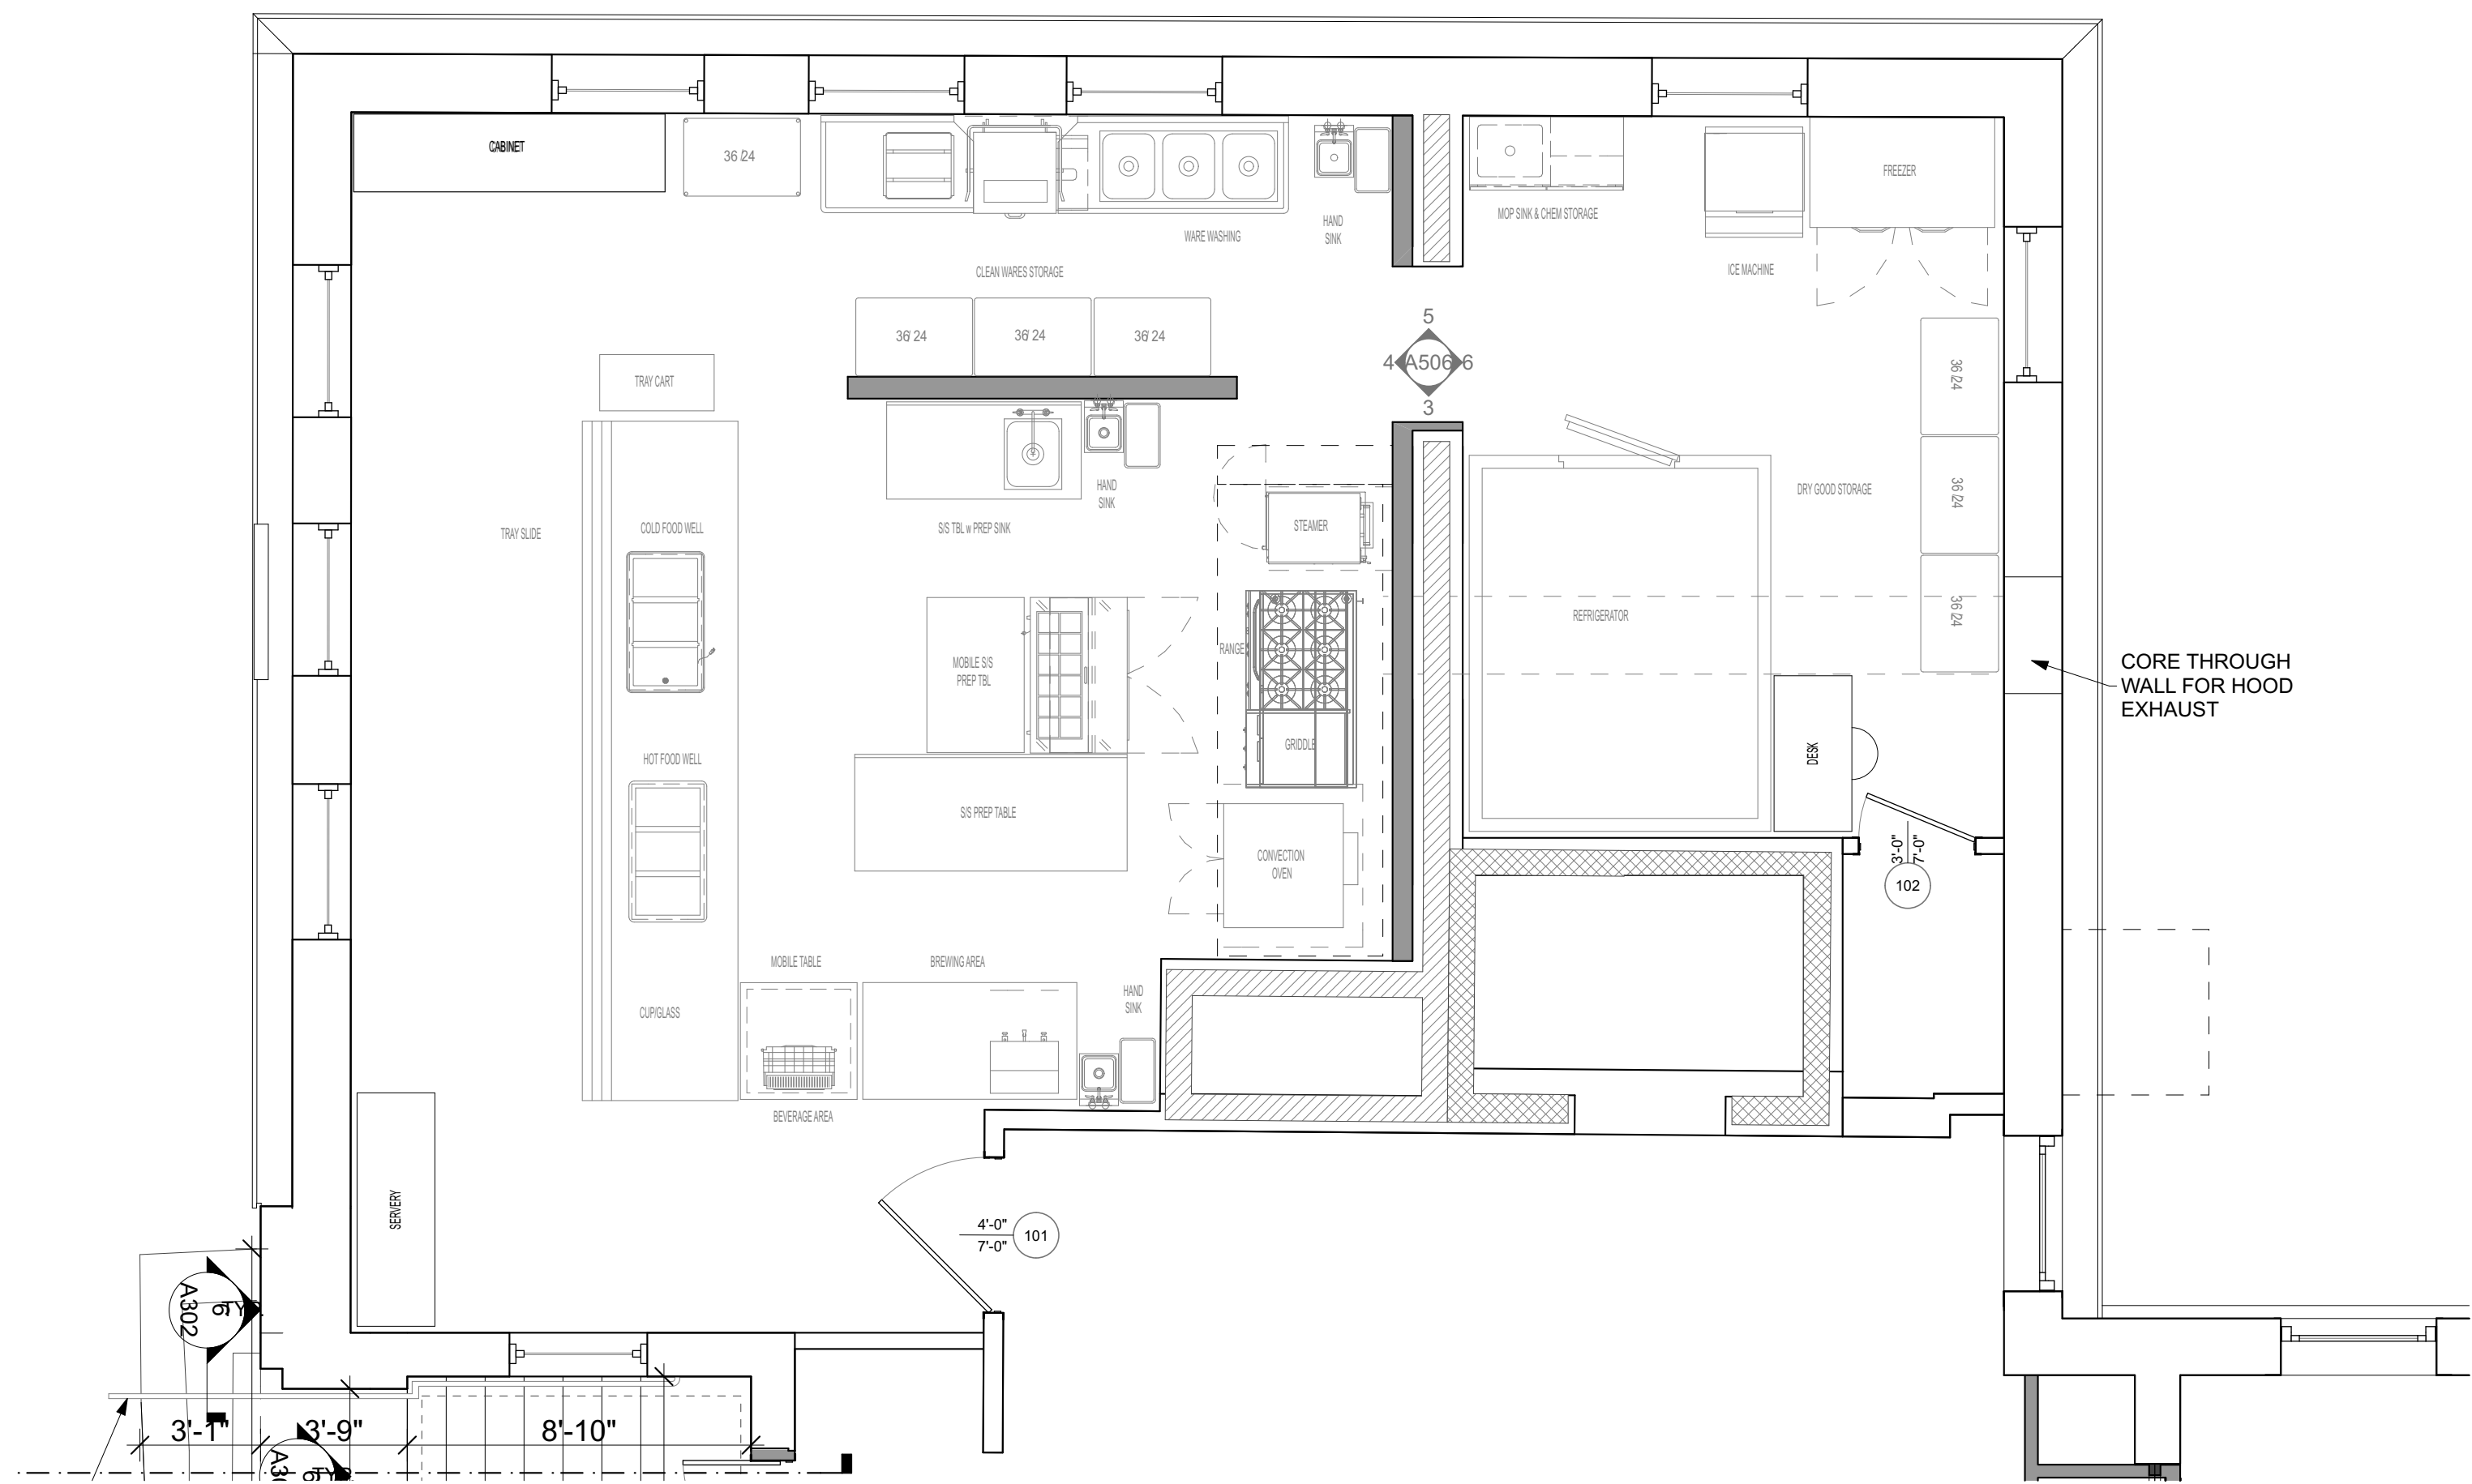 CABINET
36/24
MOP SINK & CHEM STORAGE
FREEZER
HAND
SINK
WARE WASHING
ICE MACHINE
CLEAN WARES STORAGE
5
4 A506 6
3
36/24
36/24
36/24
36/24
36/24
36/24
TRAY CART
HAND
SINK
DRY GOOD STORAGE
TRAY SLIDE
COLD FOOD WELL
S/S TBL w PREP SINK
STEAMER
REFRIGERATOR
RANGE
MOBILE S/S
PREP TBL
CORE THROUGH
WALL FOR HOOD
EXHAUST
HOT FOOD WELL
GRIDDLE
DESK
S/S PREP TABLE
CONVECTION
OVEN
3'-0"
7'-0"
102
MOBILE TABLE
BREWING AREA
HAND
SINK
CUP/GLASS
BEVERAGE AREA
SERVERY
4'-0"
7'-0"
101
6
A302
3'-1"
3'-9"
8'-10"